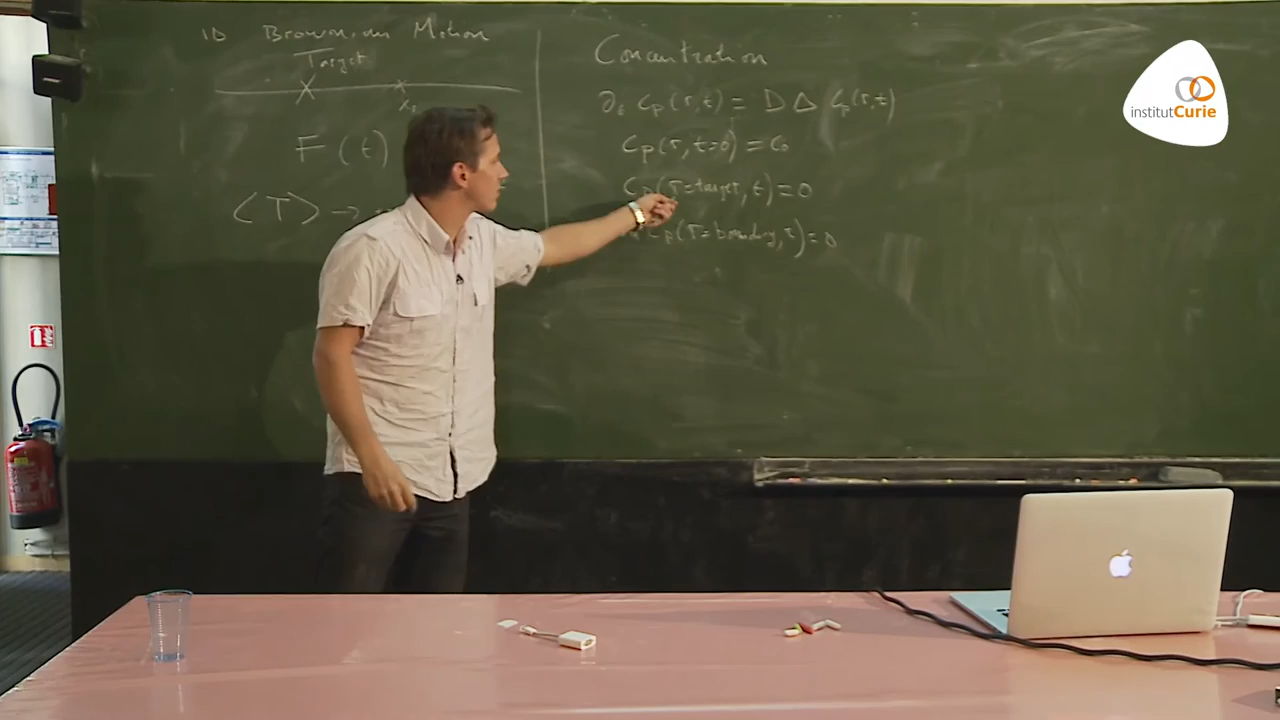 1D Brownian Motion
Target
x₀
F(t)
⟨T⟩ →
Concentration
∂t Cp(r,t) = D Δ Cp(r,t)
Cp(r,t=0) = C0
Cp(r=target, t) = 0
Cp(r=boundary, t) = 0
institutCurie